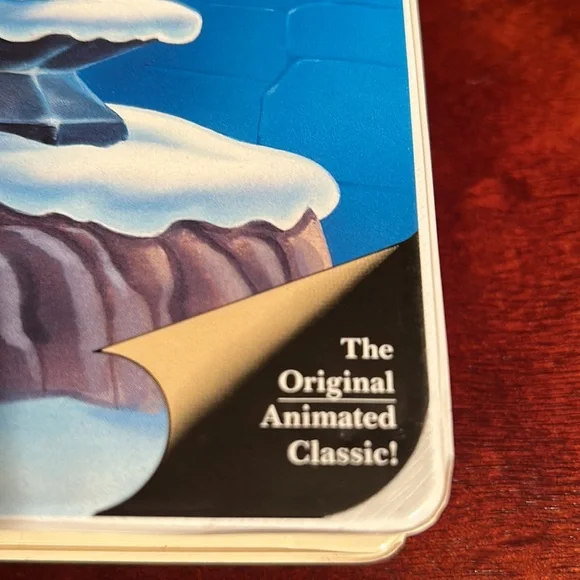 The
Original
Animated
Classic!